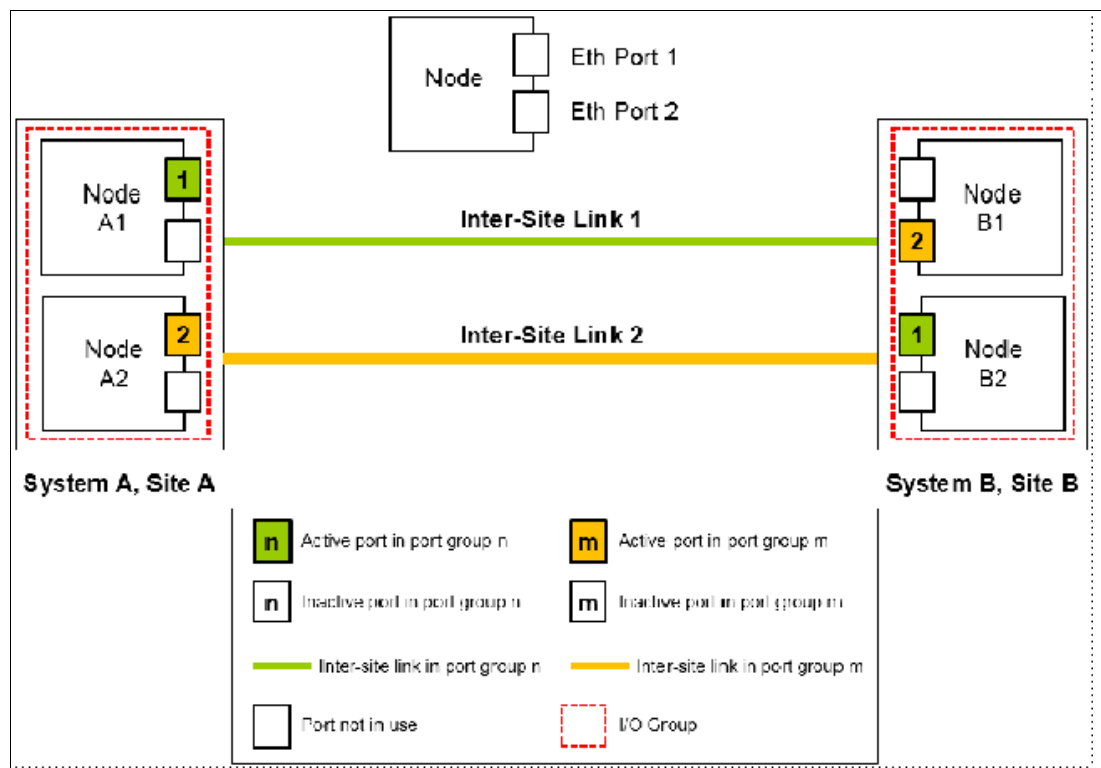 Node
Eth Port 1
Eth Port 2
Node
A1
1
Node
A2
2
Inter-Site Link 1
Inter-Site Link 2
2
Node
B1
1
Node
B2
System A, Site A
System B, Site B
n Active port in port group n
m Active port in port group m
n Inactive port in port group n
m Inactive port in port group m
Inter-site link in port group n
Inter-site link in port group m
Port not in use
I/O Group